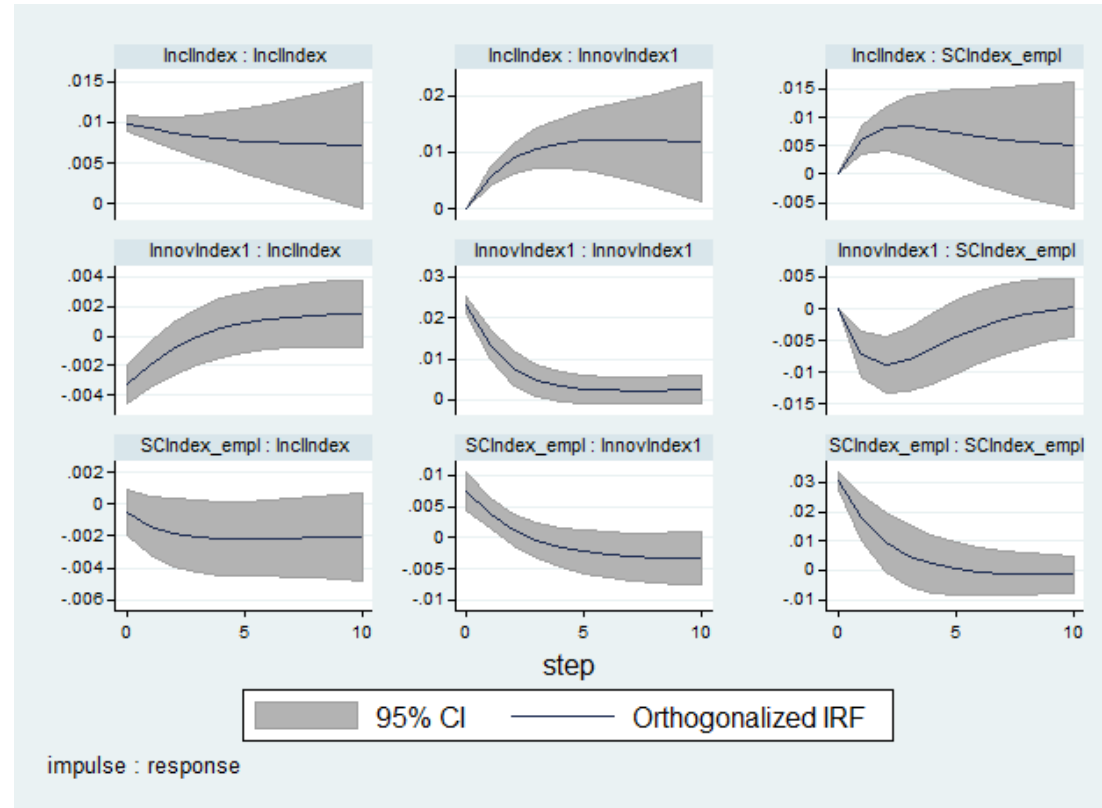 InclIndex : InclIndex
InclIndex : InnovIndex1
InclIndex : SCIndex_empl
.015
.01
.005
0
.02
.01
0
.015
.01
.005
0
-.005
InnovIndex1 : InclIndex
InnovIndex1 : InnovIndex1
InnovIndex1 : SCIndex_empl
.004
.002
0
-.002
-.004
.03
.02
.01
0
.005
0
-.005
-.01
-.015
SCIndex_empl : InclIndex
SCIndex_empl : InnovIndex1
SCIndex_empl : SCIndex_empl
.002
0
-.002
-.004
-.006
.01
.005
0
-.005
-.01
.03
.02
.01
0
-.01
0 5 10
0 5 10
0 5 10
step
95% CI
Orthogonalized IRF
impulse : response